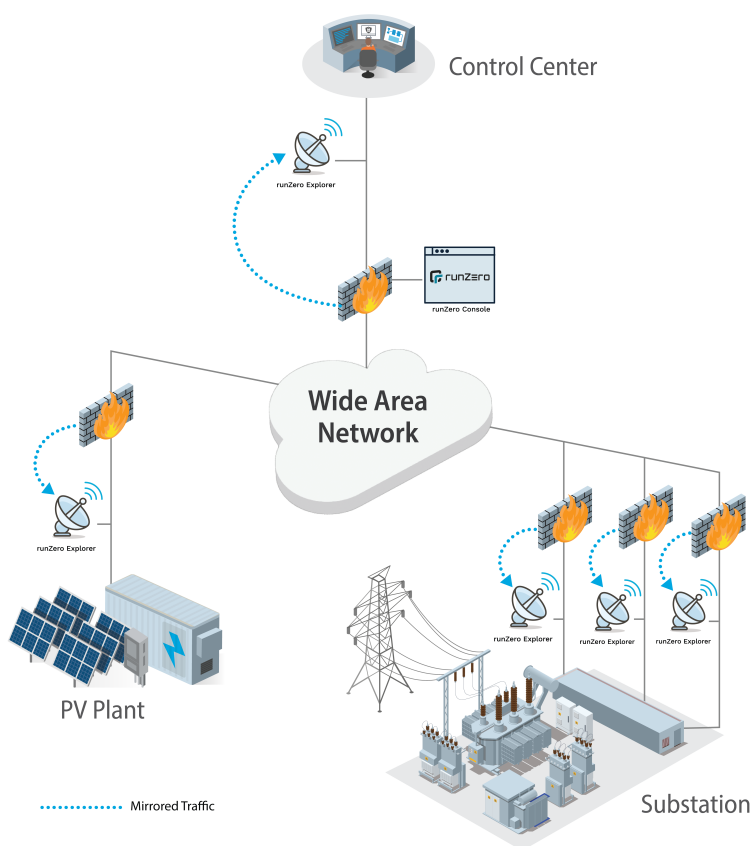 Control Center
runZero Explorer
runZero
runZero Console
Wide Area
Network
runZero Explorer
runZero Explorer
runZero Explorer
runZero Explorer
PV Plant
Substation
Mirrored Traffic